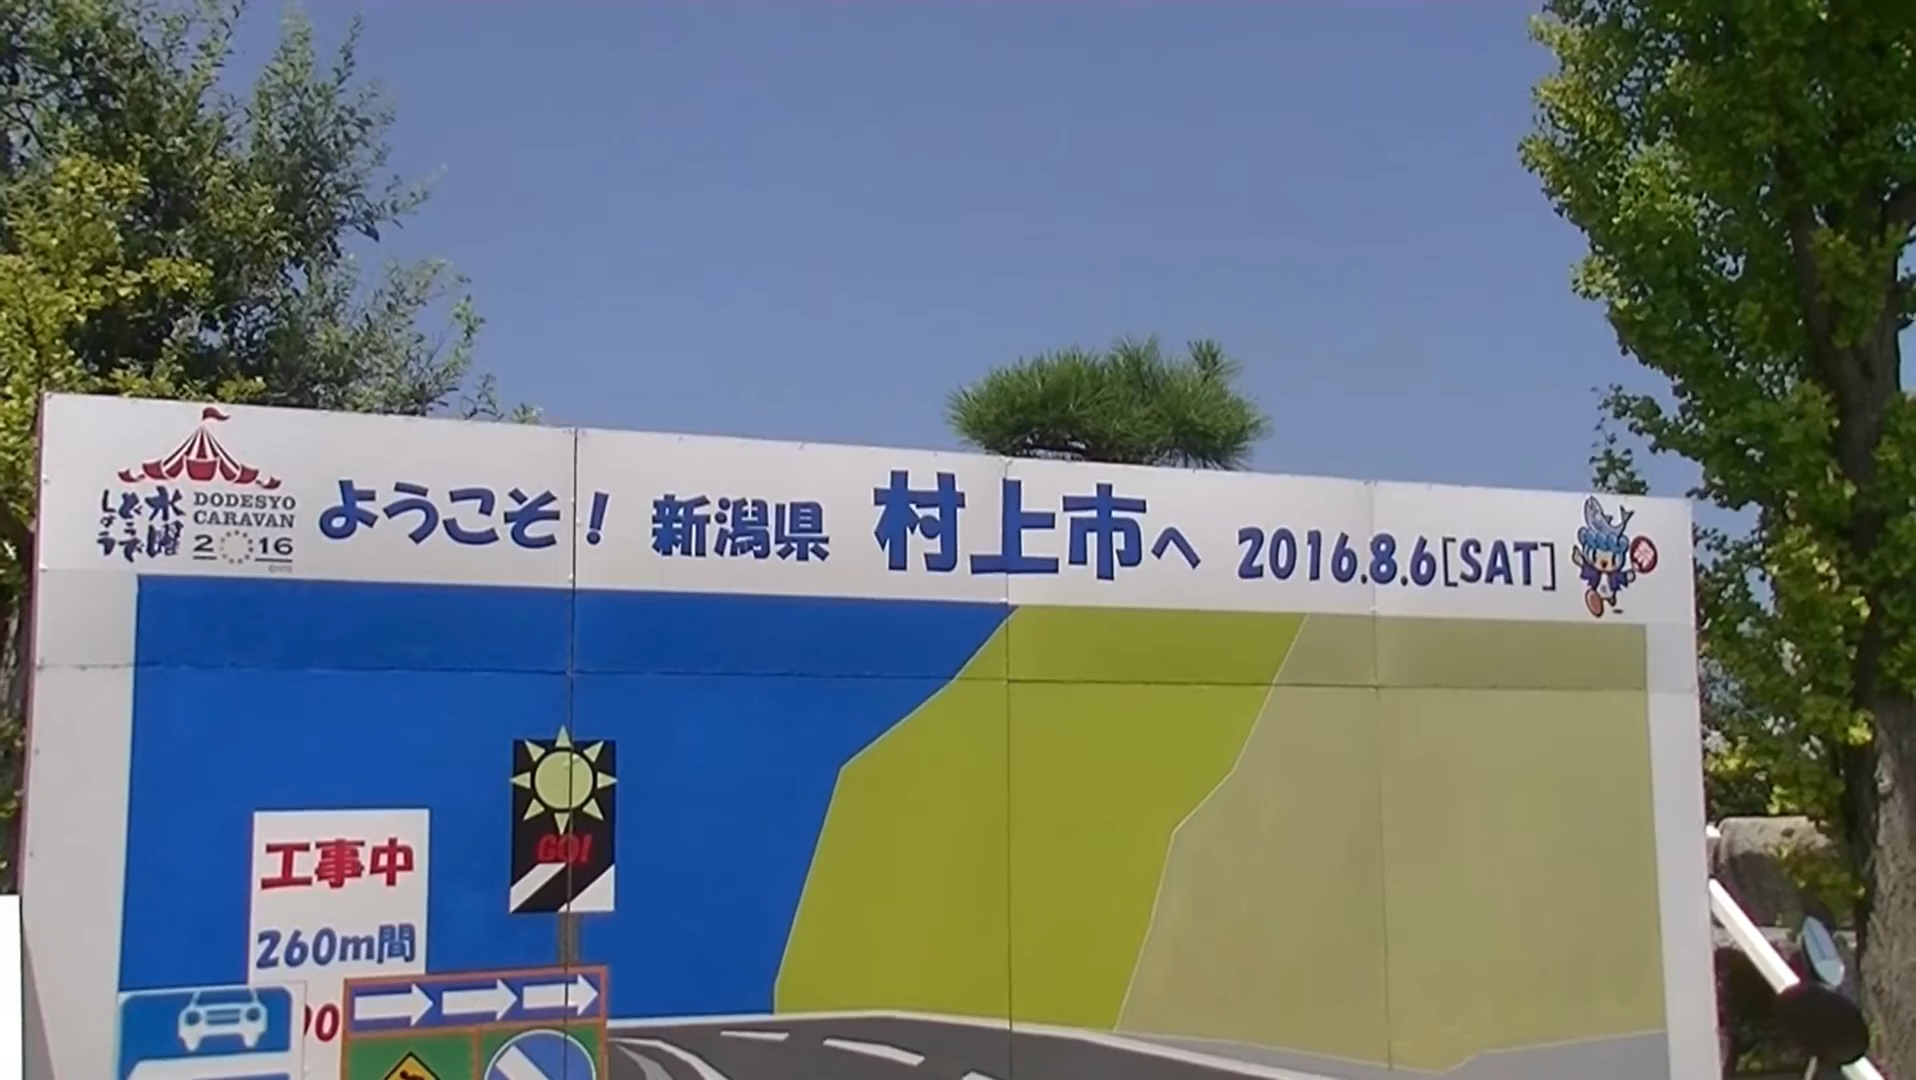 水曜どうでしょう
DODESYO
CARAVAN
2016
ようこそ！ 新潟県 村上市へ 2016.8.6[SAT]
GO!
工事中
260m間